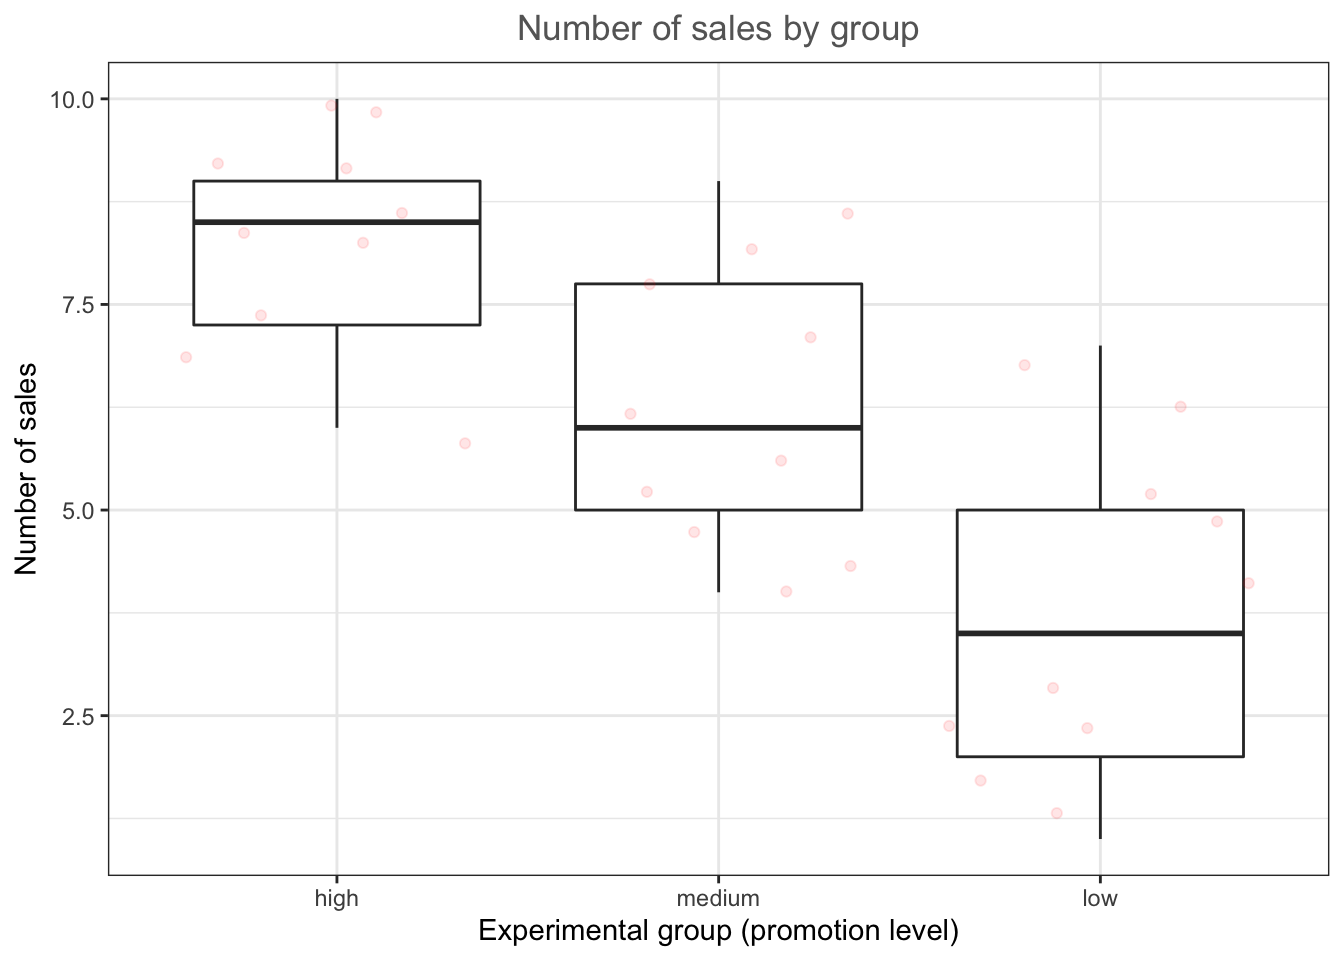 Number of sales by group
Number of sales
10.0
7.5
5.0
2.5
high medium low
Experimental group (promotion level)